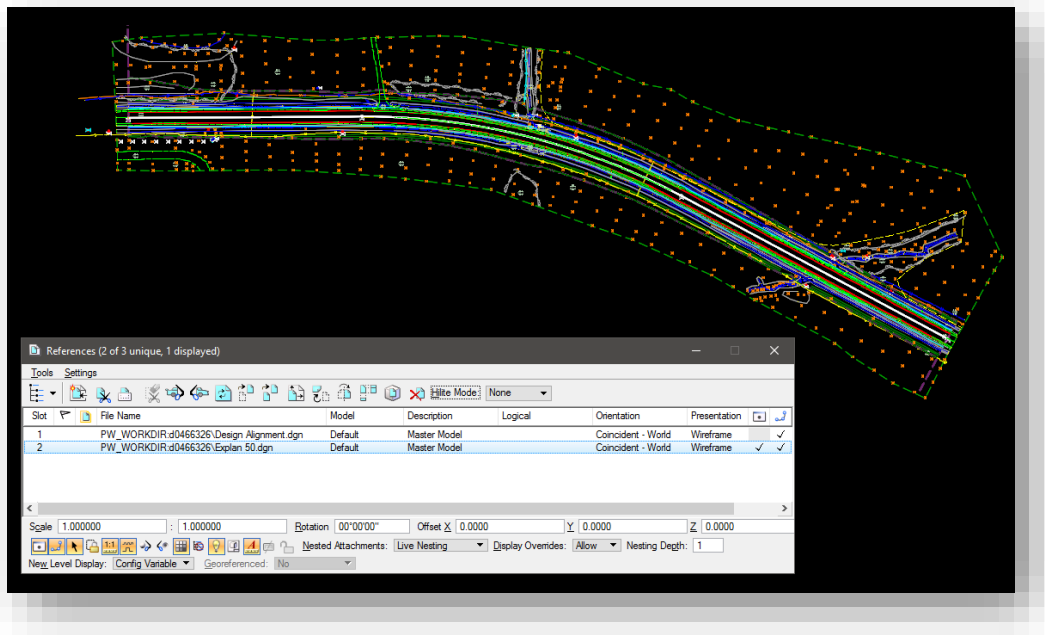 References (2 of 3 unique, 1 displayed)
Tools Settings
Hilite Mode: None
Slot File Name Model Description Logical Orientation Presentation
1 PW_WORKDIR:d0466326\Design Alignment.dgn Default Master Model Coincident - World Wireframe
2 PW_WORKDIR:d0466326\Explan 50.dgn Default Master Model Coincident - World Wireframe
Scale 1.000000 : 1.000000 Rotation 00°00'00" Offset X 0.0000 Y 0.0000 Z 0.0000
1:1 A Nested Attachments: Live Nesting Display Overrides: Allow Nesting Depth: 1
New Level Display: Config Variable Georeferenced: No